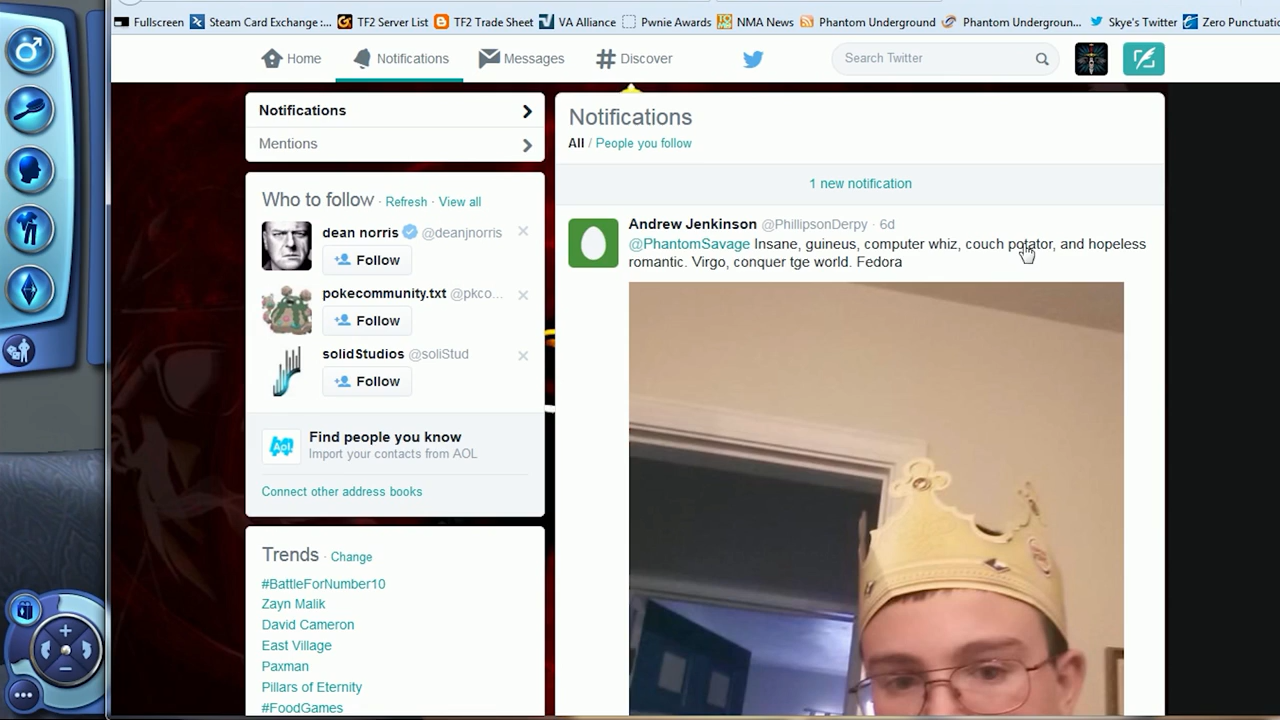 Fullscreen
Steam Card Exchange :...
TF2 Server List
TF2 Trade Sheet
VA Alliance
Pwnie Awards
NMA News
Phantom Underground
Phantom Undergroun...
Skye's Twitter
Zero Punctuati
Home
Notifications
Messages
Discover
Search Twitter
Notifications
Mentions
Who to follow · Refresh · View all
dean norris @deanjnorris
Follow
pokecommunity.txt @pkco...
Follow
solidStudios @soliStud
Follow
Aol.
Find people you know
Import your contacts from AOL
Connect other address books
Trends · Change
#BattleForNumber10
Zayn Malik
David Cameron
East Village
Paxman
Pillars of Eternity
#FoodGames
Notifications
All / People you follow
1 new notification
Andrew Jenkinson @PhillipsonDerpy · 6d
@PhantomSavage Insane, guineus, computer whiz, couch potator, and hopeless
romantic. Virgo, conquer tge world. Fedora